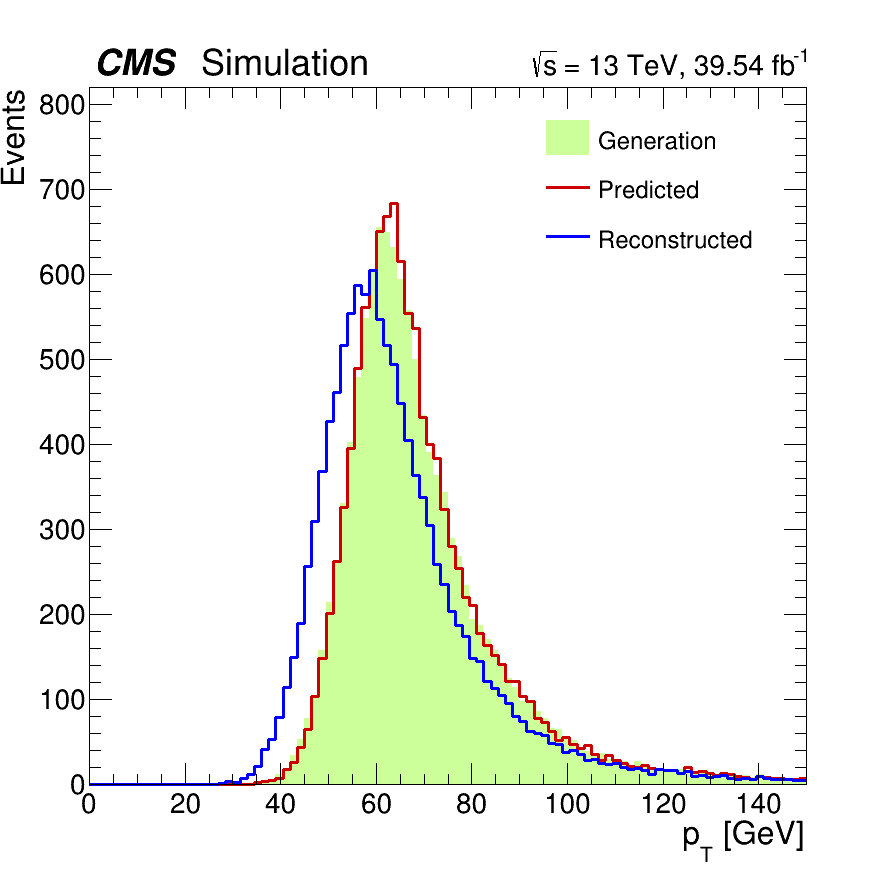 CMS Simulation
√s = 13 TeV, 39.54 fb⁻¹
Events
800
700
600
500
400
300
200
100
0
Generation
Predicted
Reconstructed
0 20 40 60 80 100 120 140
p_T [GeV]